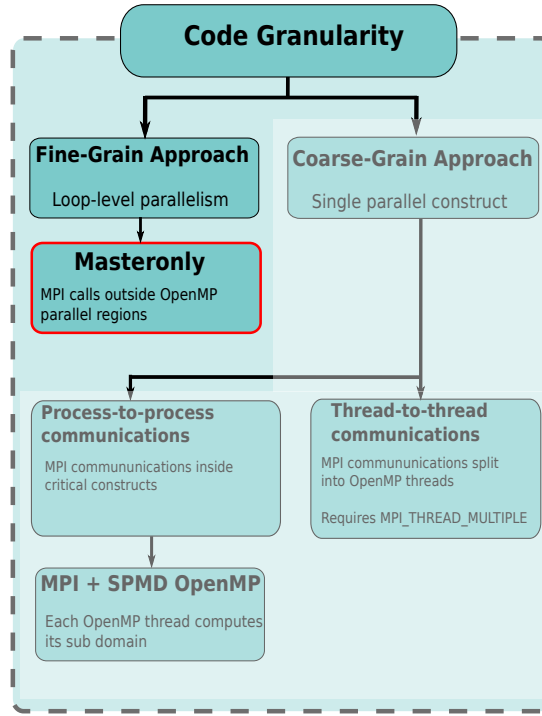 Code Granularity
Fine-Grain Approach
Loop-level parallelism
Coarse-Grain Approach
Single parallel construct
Masteronly
MPI calls outside OpenMP
parallel regions
Process-to-process
communications
MPI commununications inside
critical constructs
Thread-to-thread
communications
MPI commununications split
into OpenMP threads
Requires MPI_THREAD_MULTIPLE
MPI + SPMD OpenMP
Each OpenMP thread computes
its sub domain